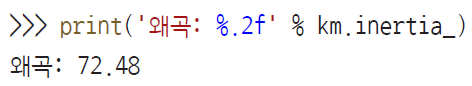 >>> print('왜곡: %.2f' % km.inertia_)
왜곡: 72.48